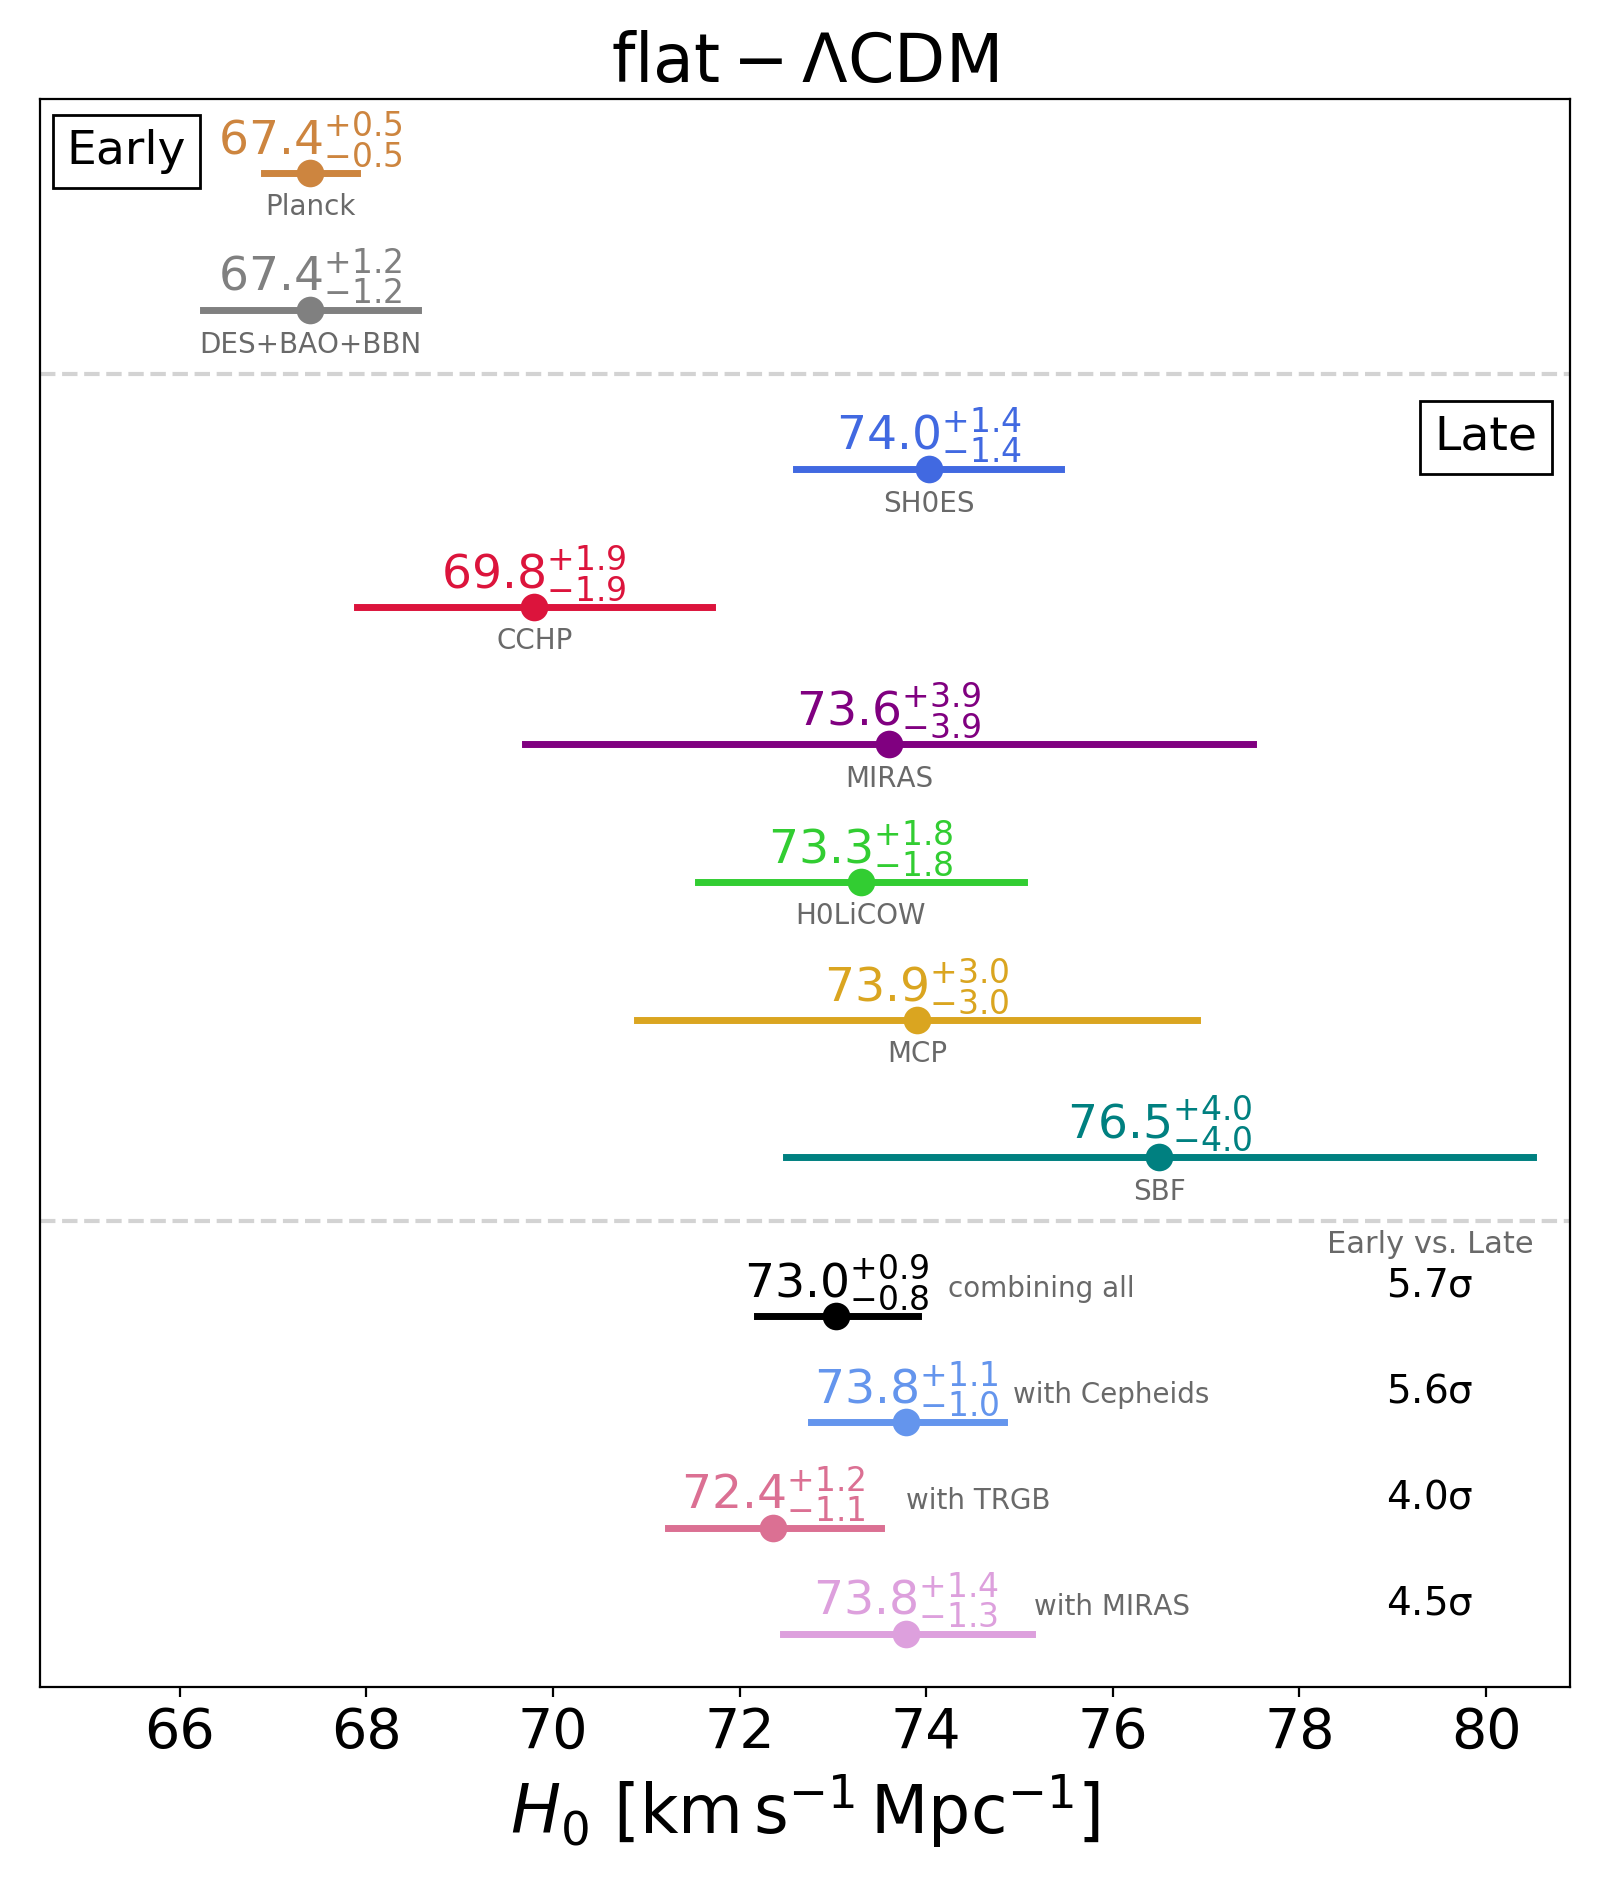 flat − ΛCDM
Early
67.4 +0.5 −0.5
Planck
67.4 +1.2 −1.2
DES+BAO+BBN
Late
74.0 +1.4 −1.4
SH0ES
69.8 +1.9 −1.9
CCHP
73.6 +3.9 −3.9
MIRAS
73.3 +1.8 −1.8
H0LiCOW
73.9 +3.0 −3.0
MCP
76.5 +4.0 −4.0
SBF
Early vs. Late
73.0 +0.9 −0.8 combining all 5.7σ
73.8 +1.1 −1.0 with Cepheids 5.6σ
72.4 +1.2 −1.1 with TRGB 4.0σ
73.8 +1.4 −1.3 with MIRAS 4.5σ
66 68 70 72 74 76 78 80
H₀ [km s⁻¹ Mpc⁻¹]